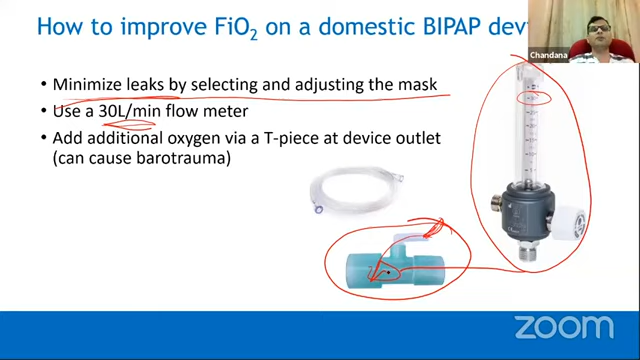 How to improve FiO₂ on a domestic BIPAP
Chandana
• Minimize leaks by selecting and adjusting the mask
• Use a 30L/min flow meter
• Add additional oxygen via a T-piece at device outlet
(can cause barotrauma)
zoom